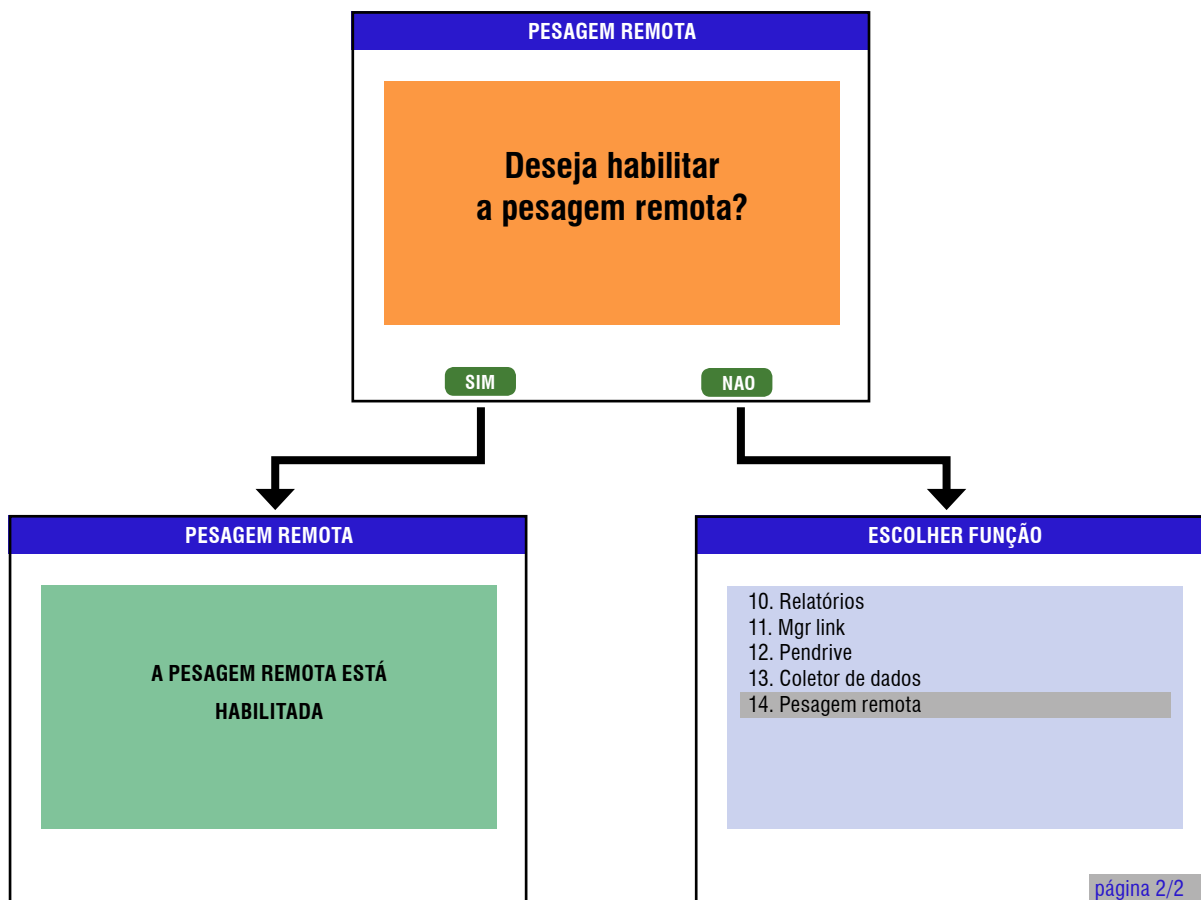 PESAGEM REMOTA
Deseja habilitar
a pesagem remota?
SIM
NAO
PESAGEM REMOTA
A PESAGEM REMOTA ESTÁ
HABILITADA
ESCOLHER FUNÇÃO
10. Relatórios
11. Mgr link
12. Pendrive
13. Coletor de dados
14. Pesagem remota
página 2/2